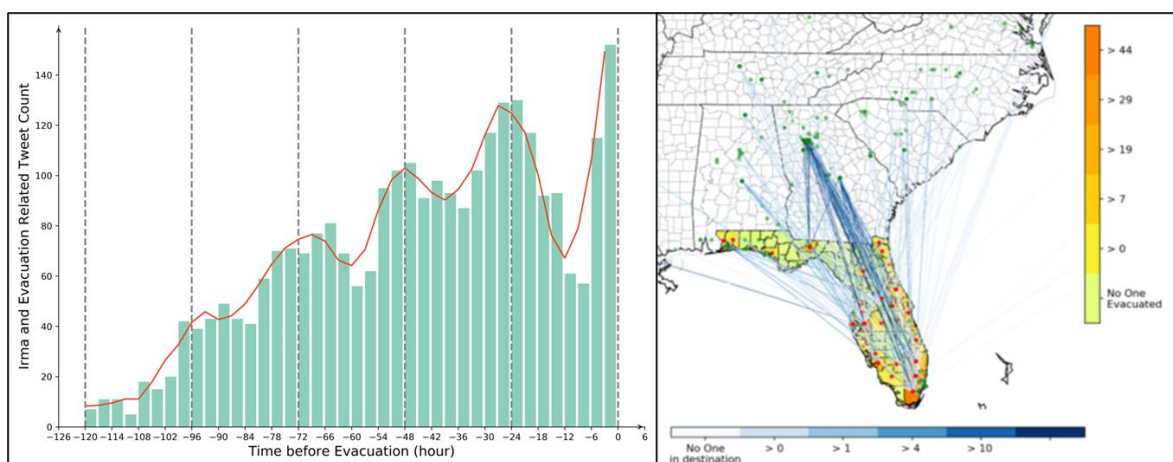 Irma and Evacuation Related Tweet Count
140
120
100
80
60
40
20
0
−126 −120 −114 −108 −102 −96 −90 −84 −78 −72 −66 −60 −54 −48 −42 −36 −30 −24 −18 −12 −6 0 6
Time before Evacuation (hour)
> 44
> 29
> 19
> 7
> 0
No One
Evacuated
No One
in destination
> 0
> 1
> 4
> 10